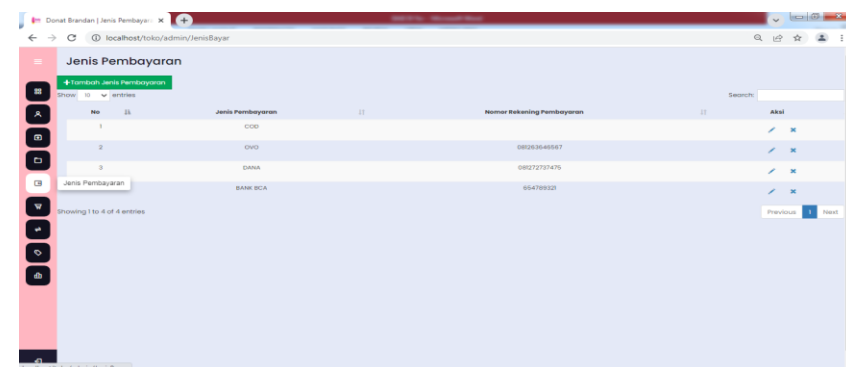 Donat Brandan | Jenis Pembayara
localhost/toko/admin/JenisBayar
Jenis Pembayaran
+Tambah Jenis Pembayaran
Show 10 entries Search:
No Jenis Pembayaran Nomer Rekening Pembayaran Aksi
1 COD
2 OVO 081263646567
3 DANA 081272737475
Jenis Pembayaran BANK BCA 654789321
Showing 1 to 4 of 4 entries Previous 1 Next